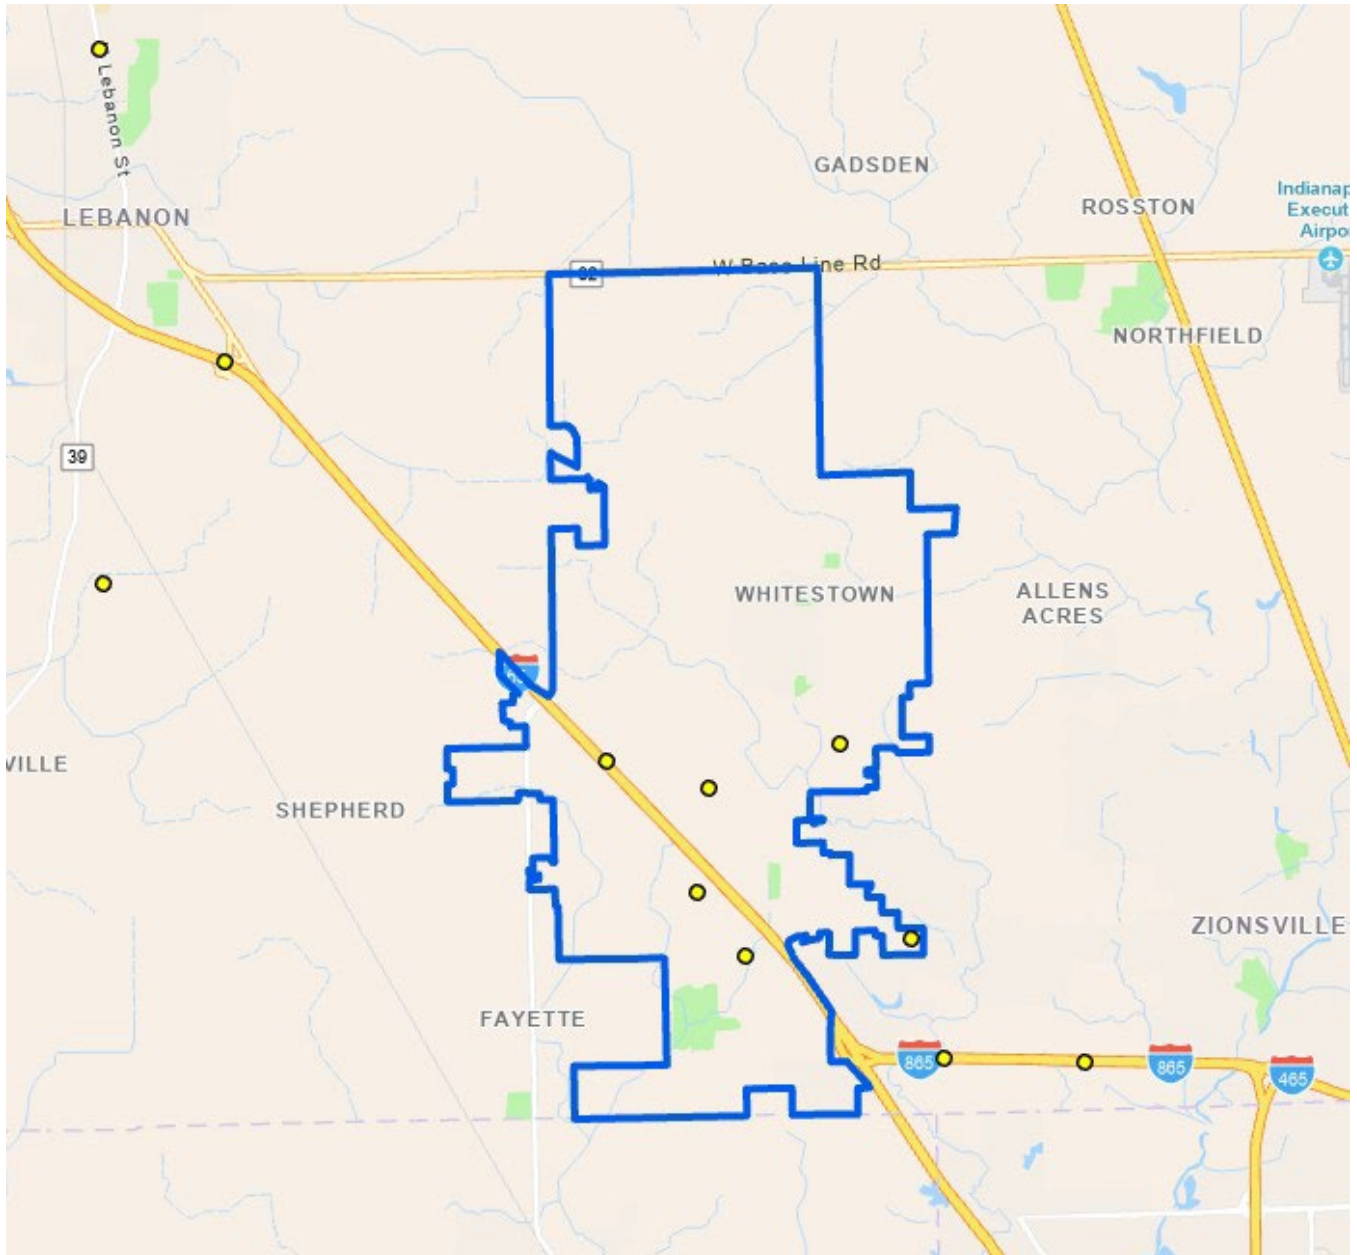 Lebanon St
GADSDEN
LEBANON
ROSSTON
Indianap
Execut
Airpo
W Base Line Rd
32
NORTHFIELD
39
WHITESTOWN
ALLENS
ACRES
VILLE
SHEPHERD
ZIONSVILLE
FAYETTE
865
865
465